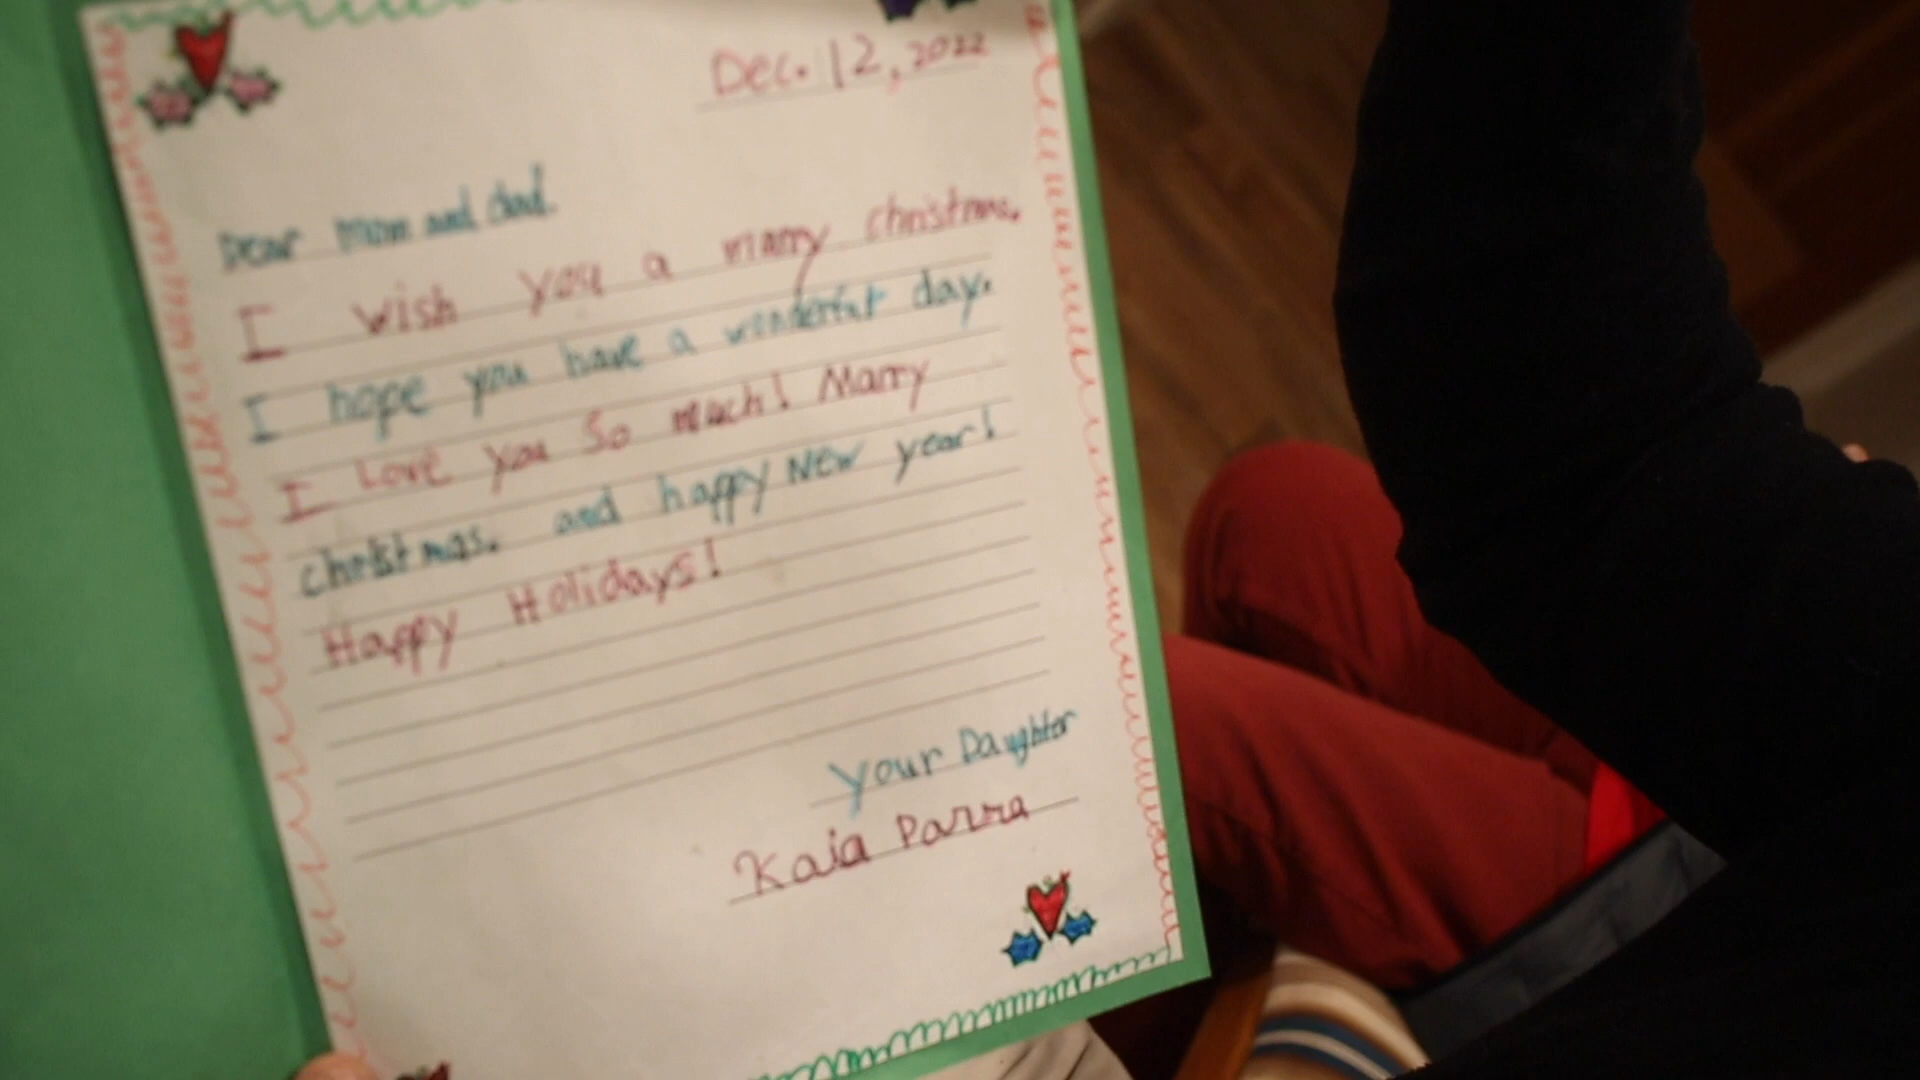 Dec. 12, 2022
Dear mom and dad.
I wish you a marry christmas.
I hope you have a wonderful day.
I Love you so much! Marry
christmas. and happy New year!
Happy Holidays!
Your Daughter
Kaia Parra